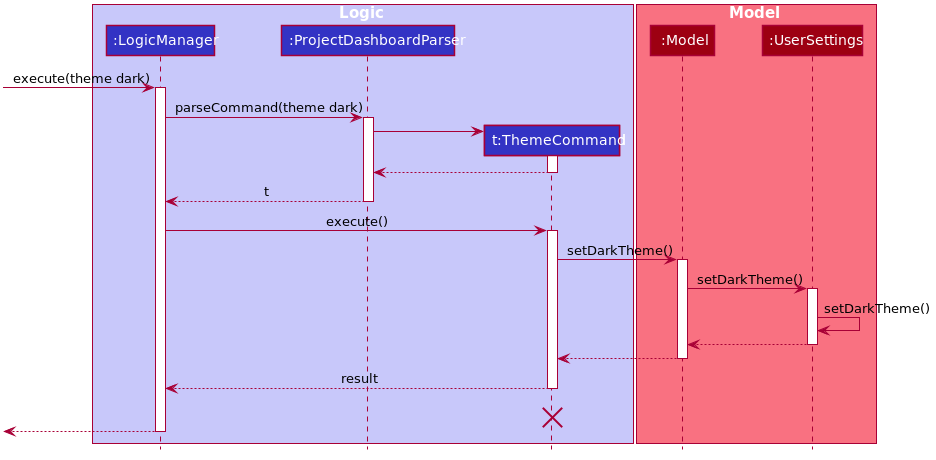 Logic
Model
:LogicManager
:ProjectDashboardParser
:Model
:UserSettings
execute(theme dark)
parseCommand(theme dark)
t:ThemeCommand
t
execute()
setDarkTheme()
setDarkTheme()
setDarkTheme()
result